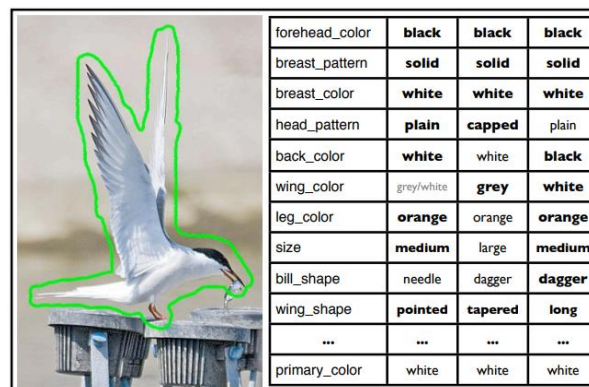 forehead_color black black black
breast_pattern solid solid solid
breast_color white white white
head_pattern plain capped plain
back_color white white black
wing_color grey/white grey white
leg_color orange orange orange
size medium large medium
bill_shape needle dagger dagger
wing_shape pointed tapered long
... ... ...
primary_color white white white